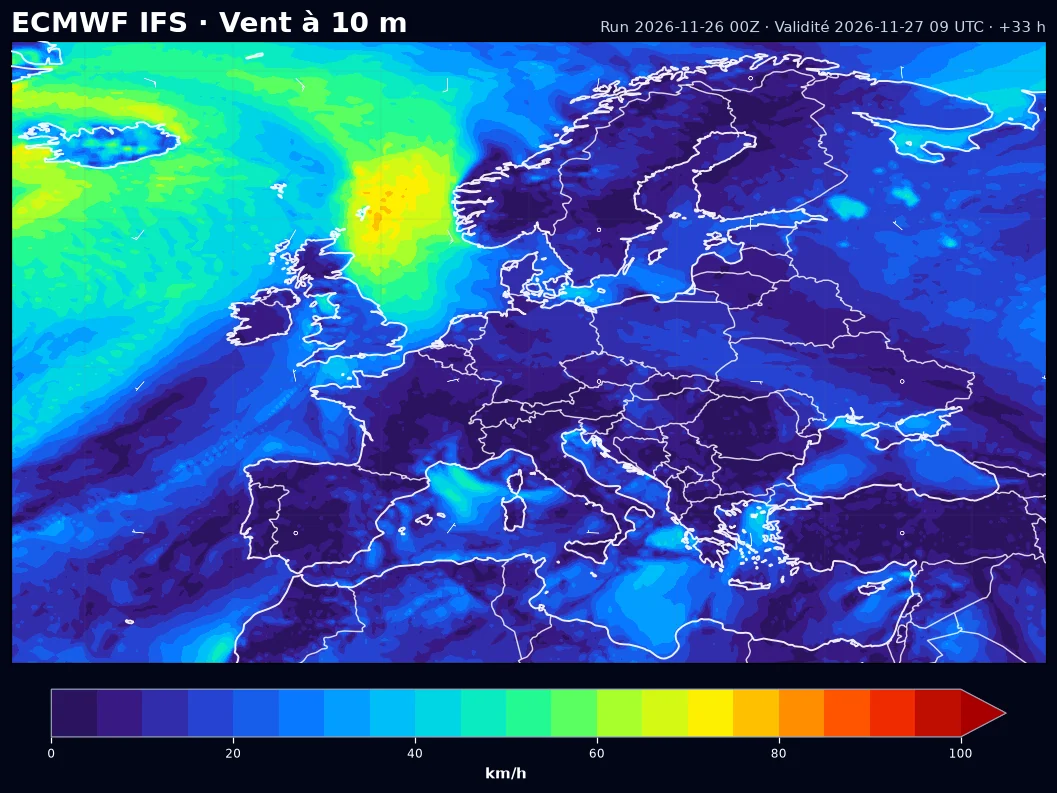 ECMWF IFS · Vent à 10 m
Run 2026-11-26 00Z · Validité 2026-11-27 09 UTC · +33 h
0 20 40 60 80 100
km/h